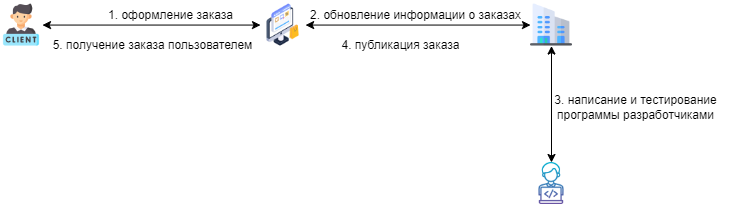 1. оформление заказа
2. обновление информации о заказах
CLIENT
5. получение заказа пользователем
4. публикация заказа
3. написание и тестирование
программы разработчиками